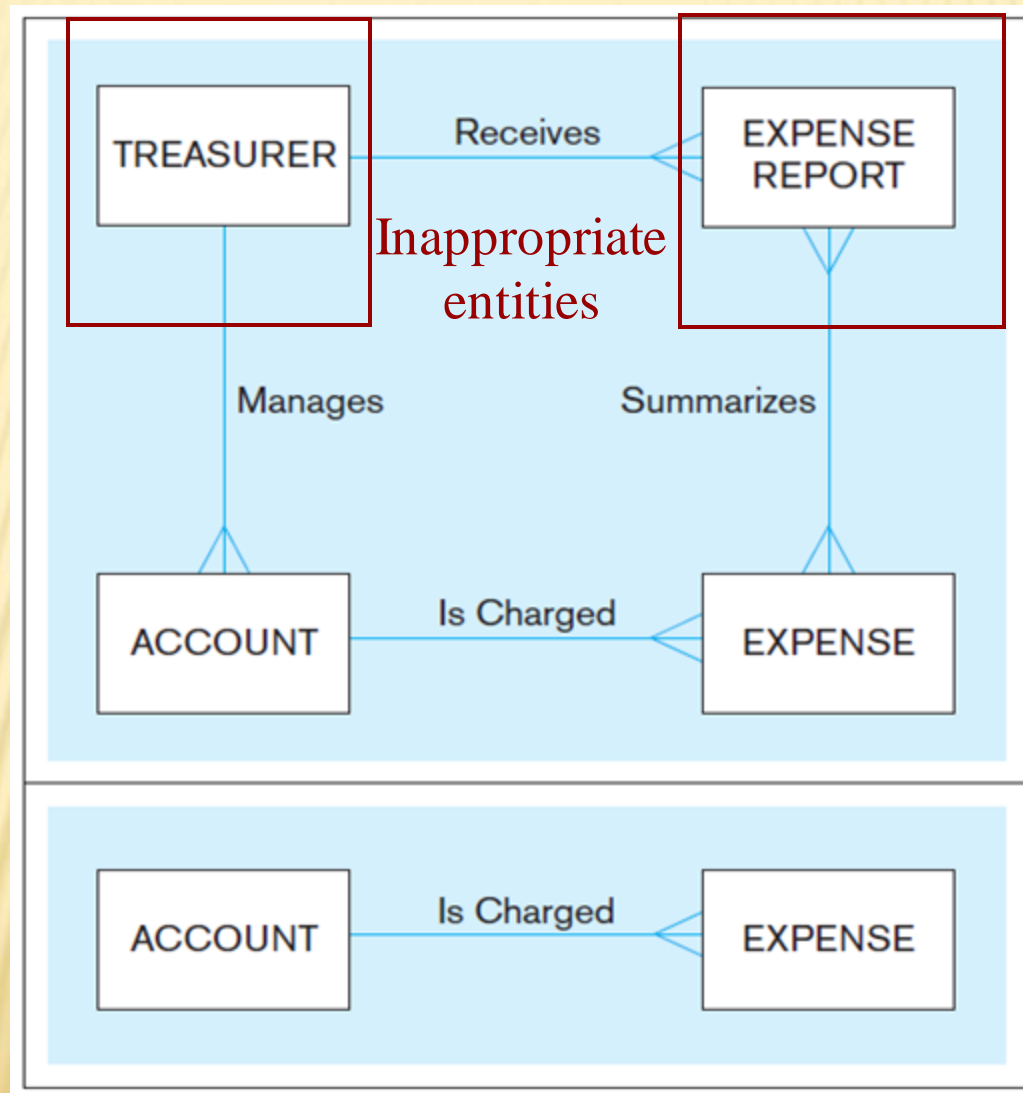 TREASURER
Receives
EXPENSE
REPORT
Inappropriate
entities
Manages
Summarizes
ACCOUNT
Is Charged
EXPENSE
ACCOUNT
Is Charged
EXPENSE